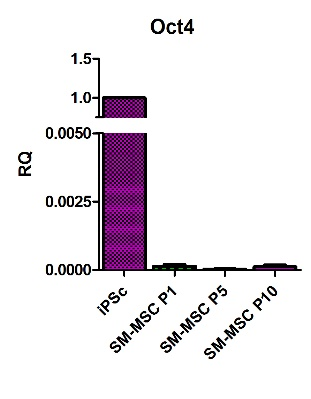 Oct4
RQ
1.5
1.0
0.0050
0.0025
0.0000
iPSc
SM-MSC P1
SM-MSC P5
SM-MSC P10